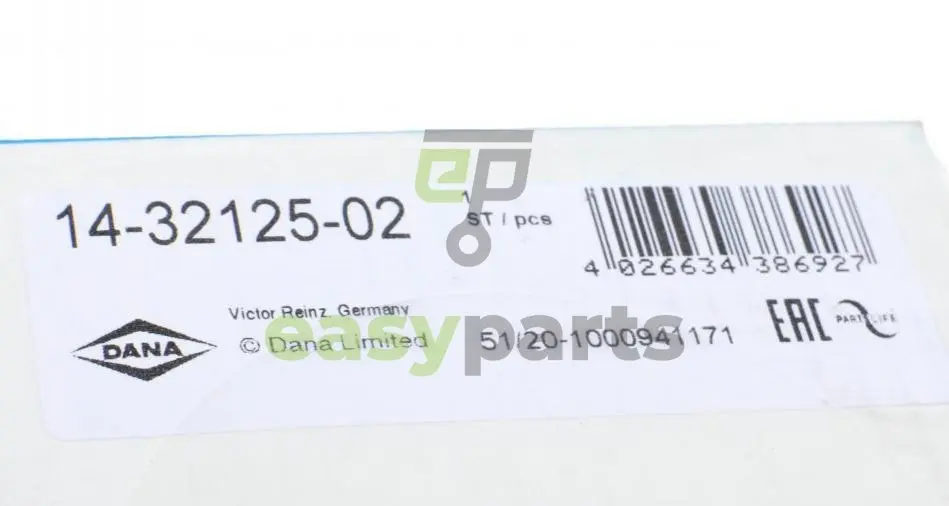 ep
14-32125-02
1
ST / pcs
4 026634 386927
Victor Reinz. Germany
© Dana Limited
DANA
easyparts
51/20-1000941171
EAC
PARTSLIFE